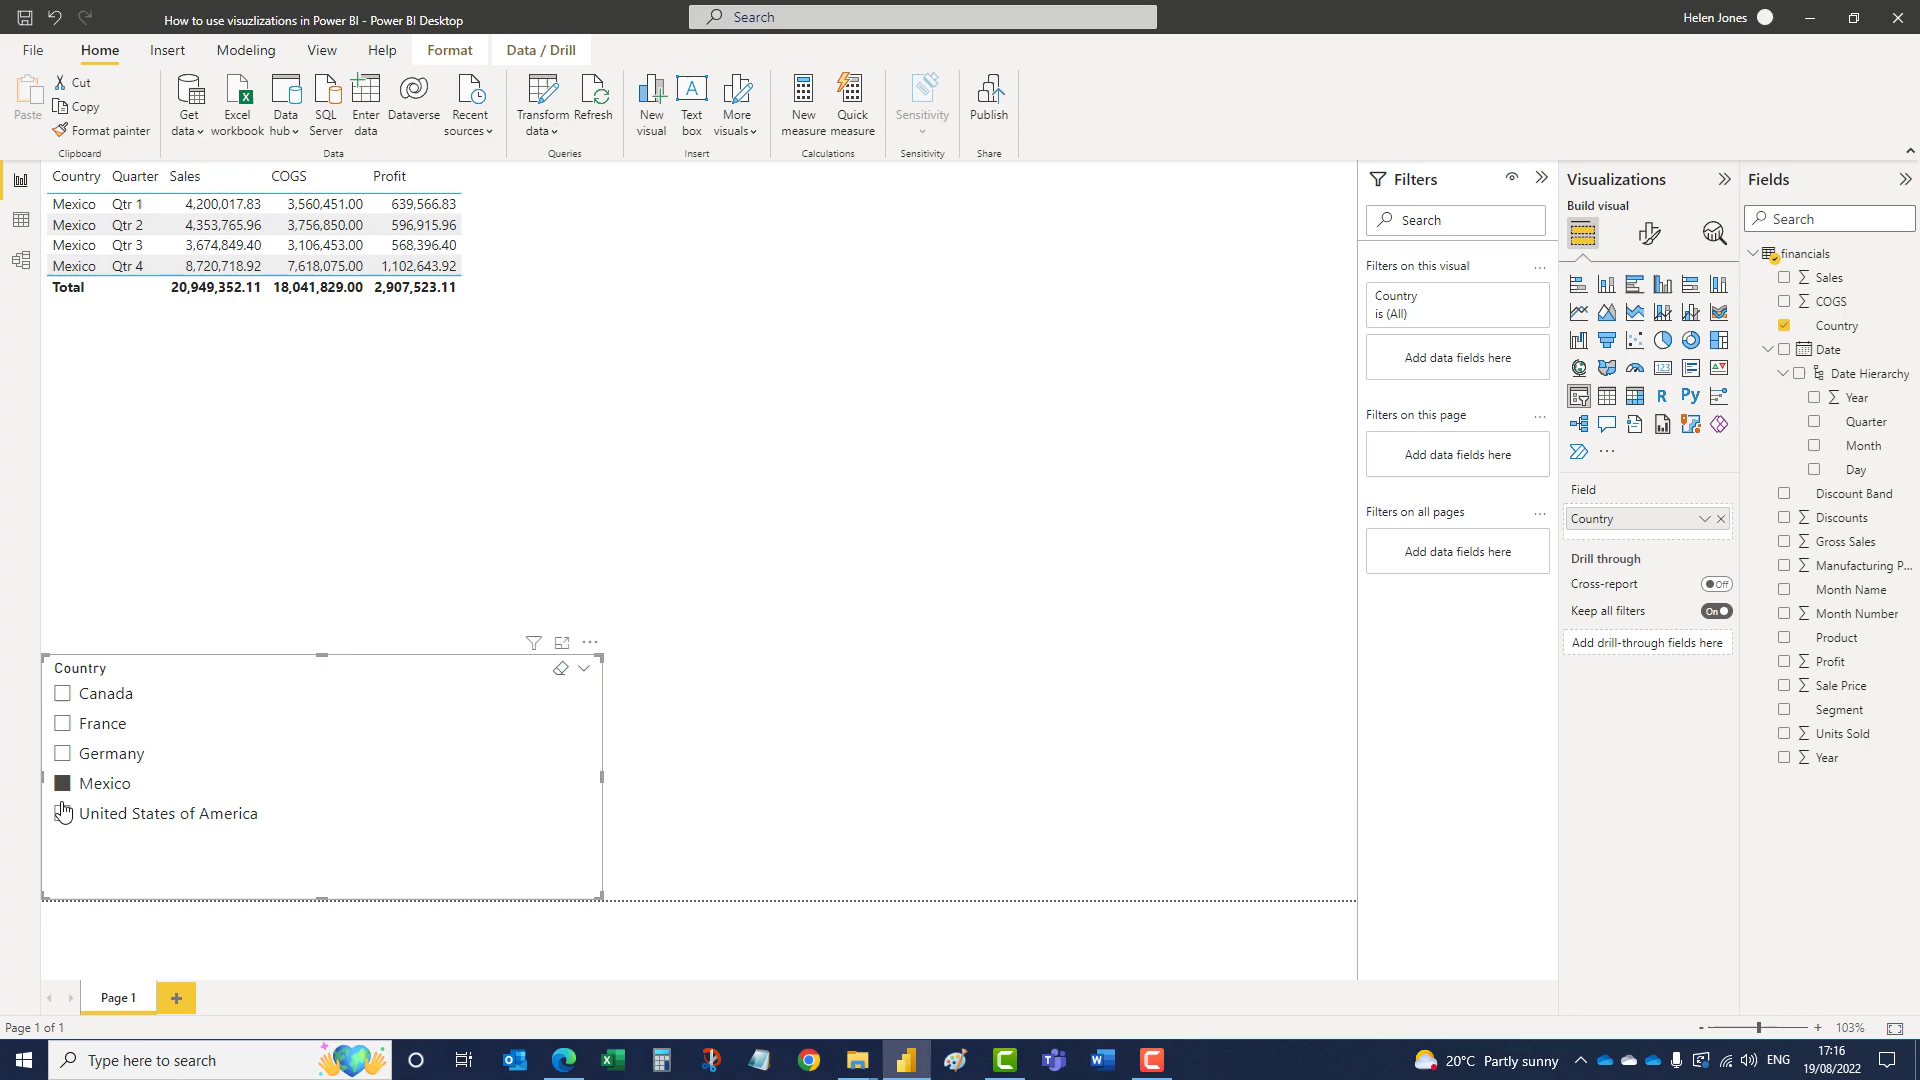 How to use visuzlizations in Power BI - Power BI Desktop
Search
Helen Jones
File Home Insert Modeling View Help Format Data / Drill
Paste
Cut
Copy
Format painter
Clipboard
Get data
Excel workbook
Data hub
SQL Server
Enter data
Dataverse
Recent sources
Data
Transform data
Refresh
Queries
New visual
A
Text box
More visuals
Insert
New measure
Quick measure
Calculations
Sensitivity
Sensitivity
Publish
Share
Country Quarter Sales COGS Profit
Mexico Qtr 1 4,200,017.83 3,560,451.00 639,566.83
Mexico Qtr 2 4,353,765.96 3,756,850.00 596,915.96
Mexico Qtr 3 3,674,849.40 3,106,453.00 568,396.40
Mexico Qtr 4 8,720,718.92 7,618,075.00 1,102,643.92
Total 20,949,352.11 18,041,829.00 2,907,523.11
Country
Canada
France
Germany
Mexico
United States of America
Filters
Search
Filters on this visual ...
Country
is (All)
Add data fields here
Filters on this page ...
Add data fields here
Filters on all pages ...
Add data fields here
Visualizations
Build visual
123
R Py
...
Field
Country
Drill through
Cross-report Off
Keep all filters On
Add drill-through fields here
Fields
Search
financials
Sales
COGS
Country
Date
Date Hierarchy
Year
Quarter
Month
Day
Discount Band
Discounts
Gross Sales
Manufacturing P...
Month Name
Month Number
Product
Profit
Sale Price
Segment
Units Sold
Year
Page 1
Page 1 of 1
- + 103%
Type here to search
20°C Partly sunny
ENG
17:16
19/08/2022